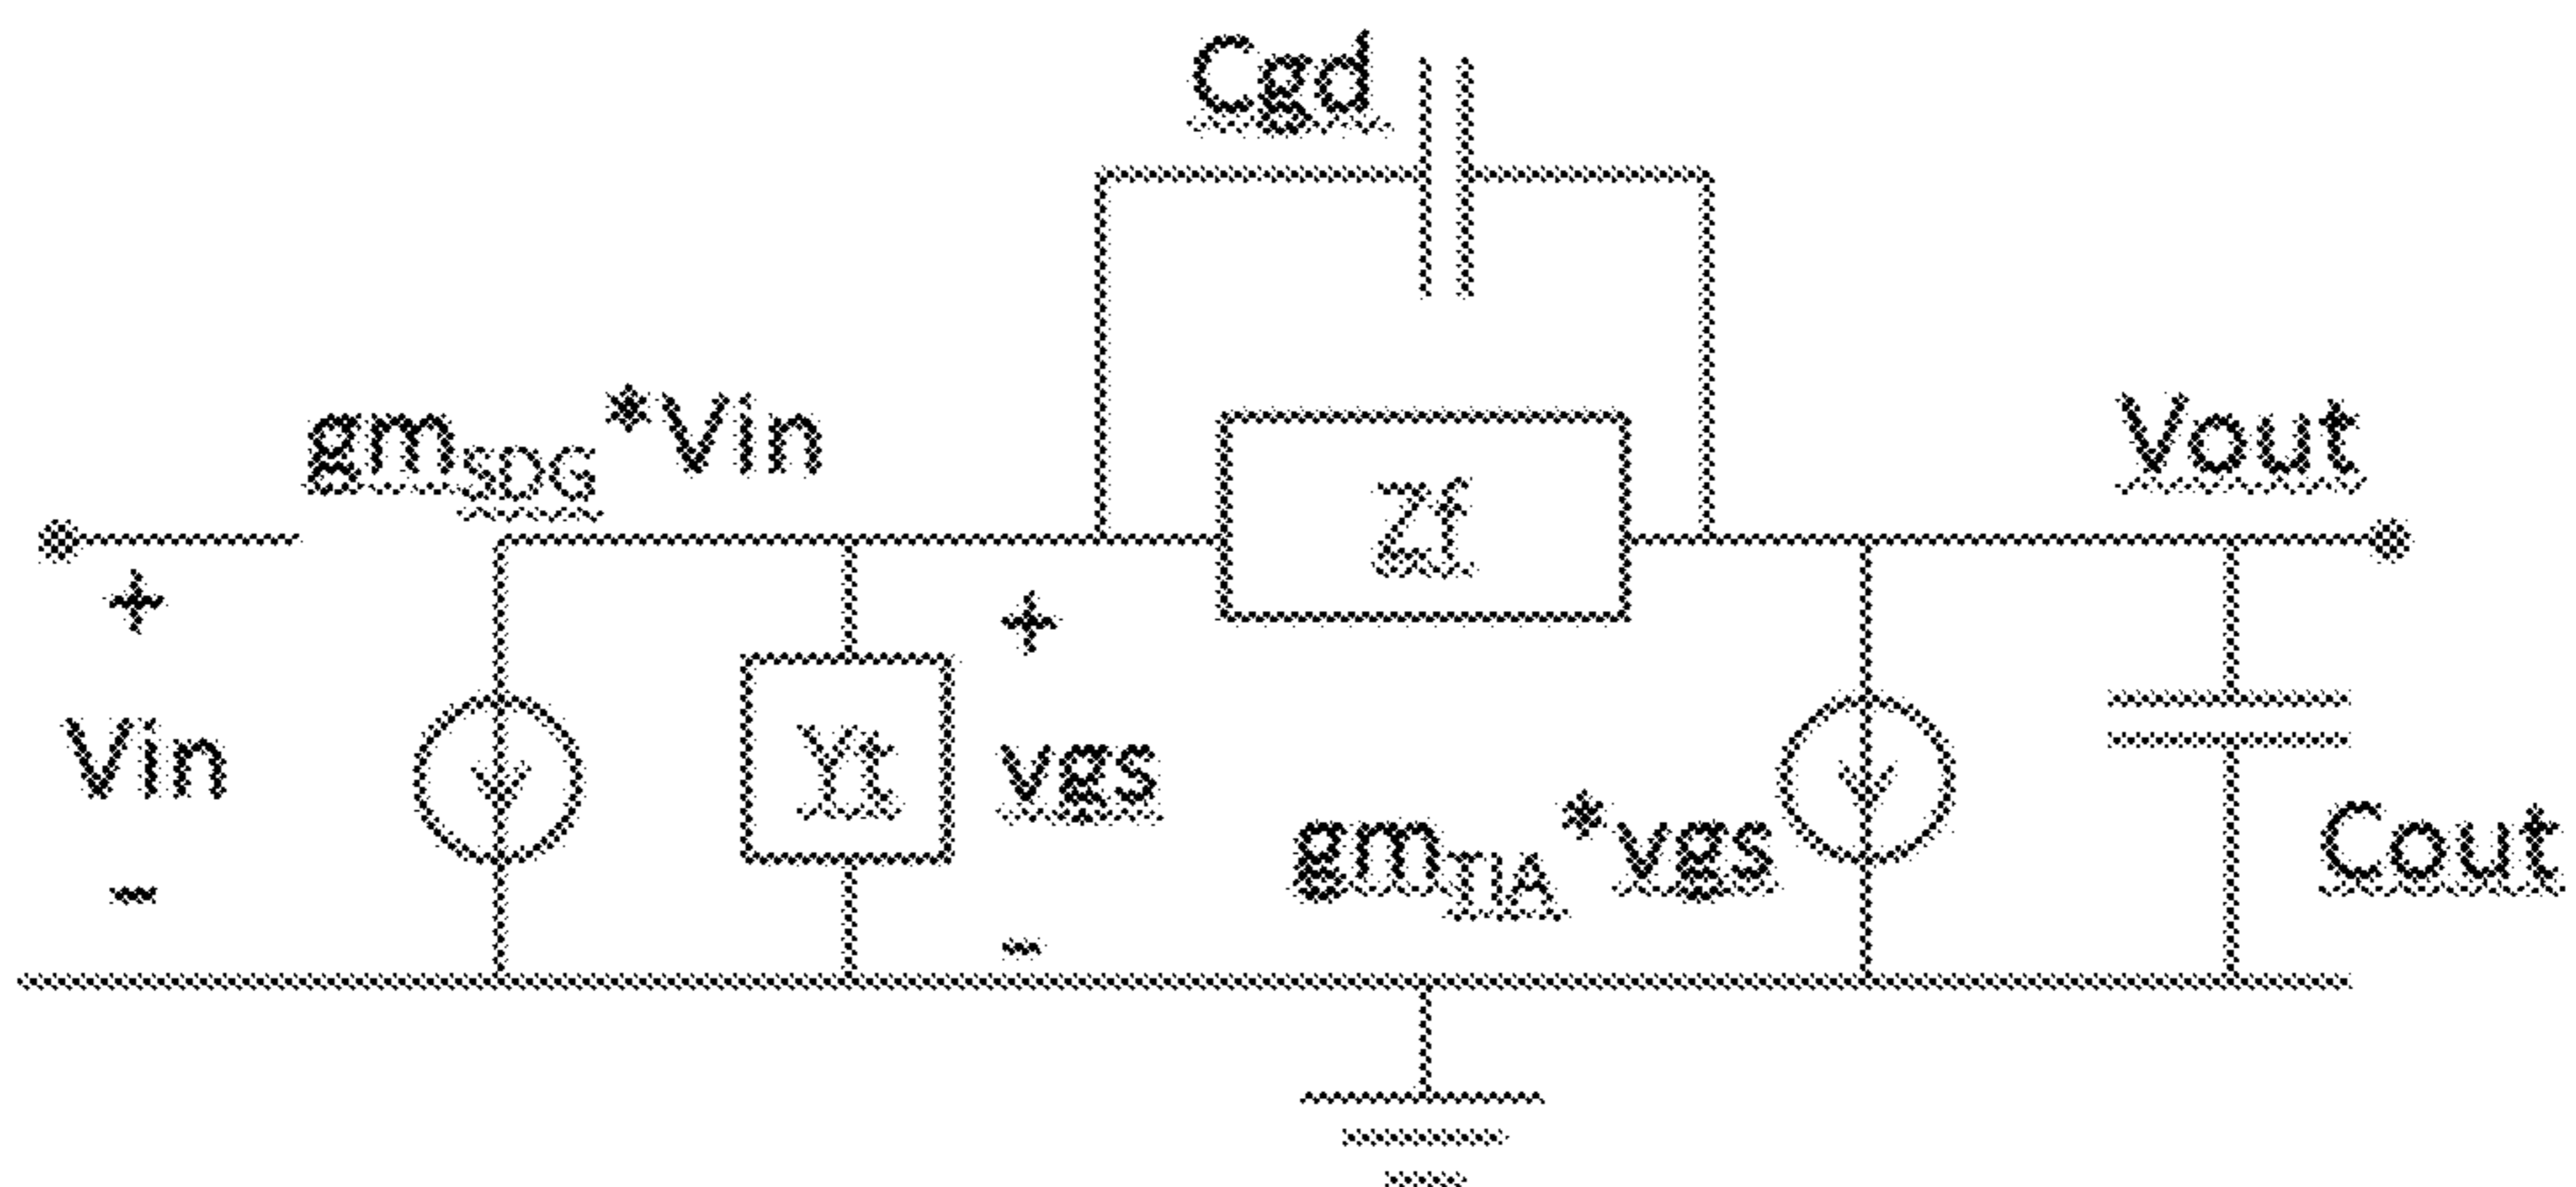 Cgd
gmSDG*Vin
Vout
Zf
+
+
Vin
Yt
vgs
gmTIA*vgs
Cout
-
-